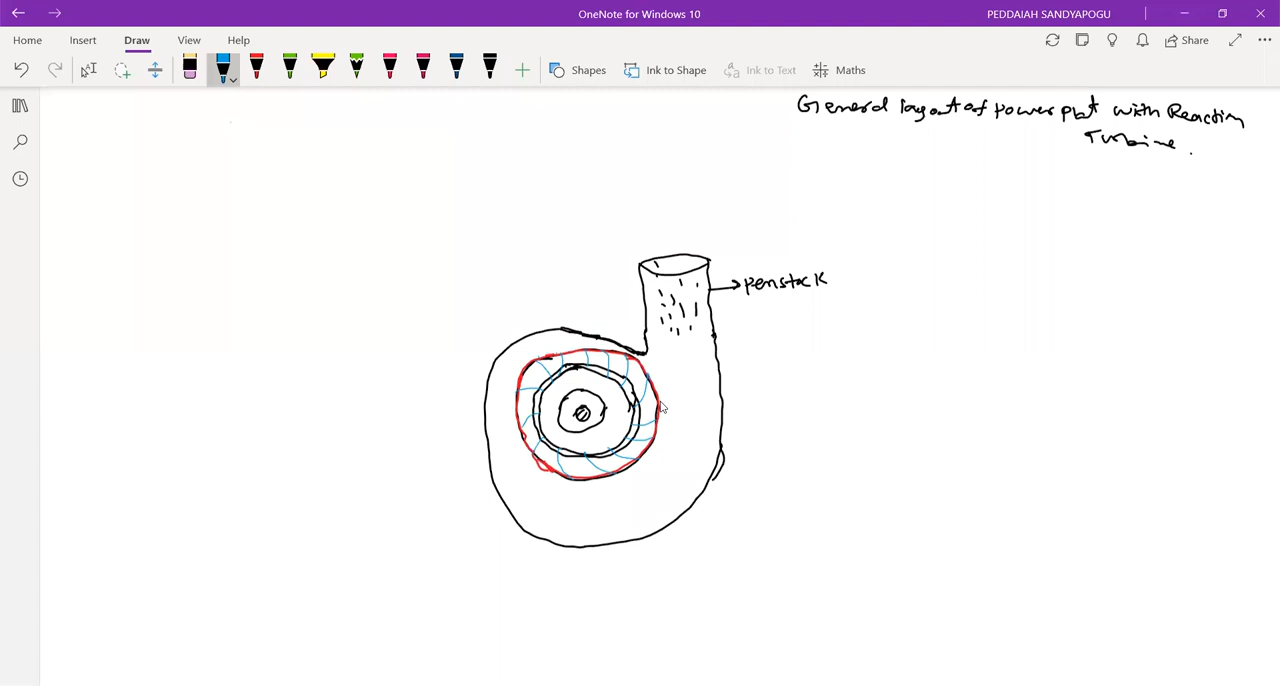 OneNote for Windows 10
PEDDAIAH SANDYAPOGU
Home Insert Draw View Help
Share
Shapes Ink to Shape Ink to Text Maths
General layout of power plat with Reaction
Turbine.
penstock